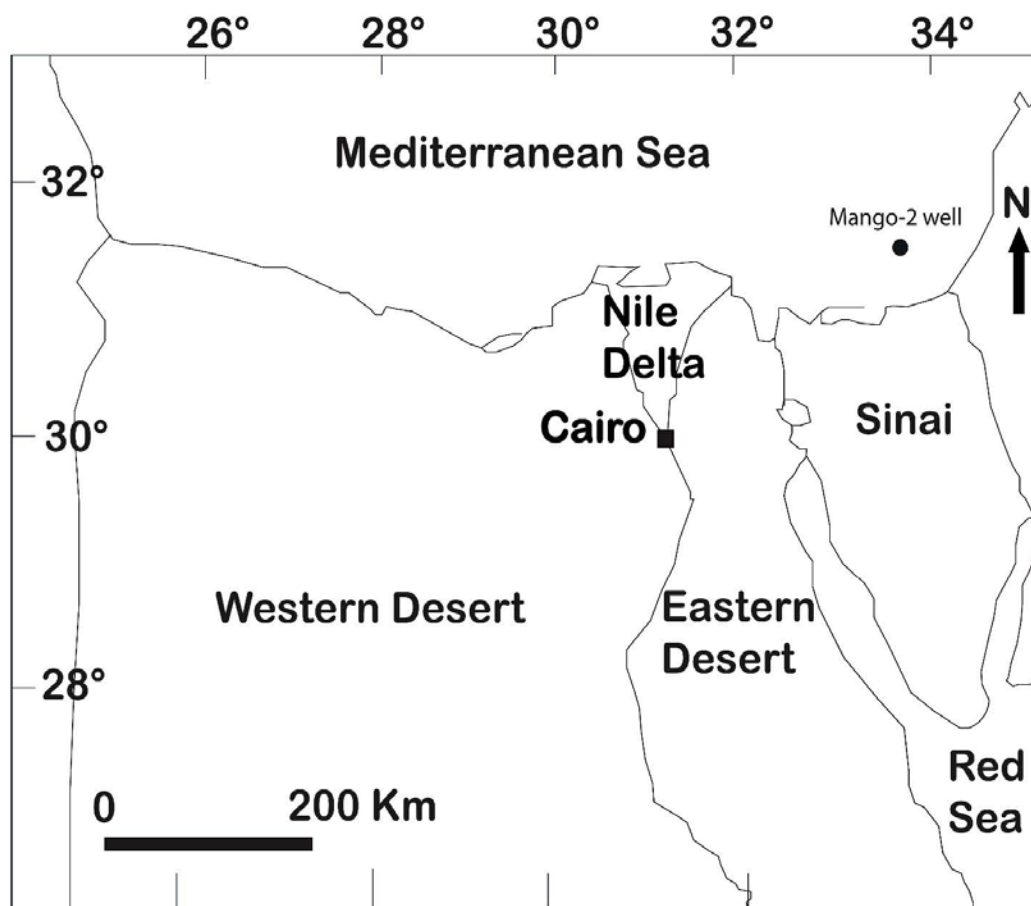 26°
28°
30°
32°
34°
Mediterranean Sea
32°
N
Mango-2 well
Nile
Delta
Sinai
Cairo
30°
Western Desert
Eastern
Desert
28°
Red
Sea
0
200 Km